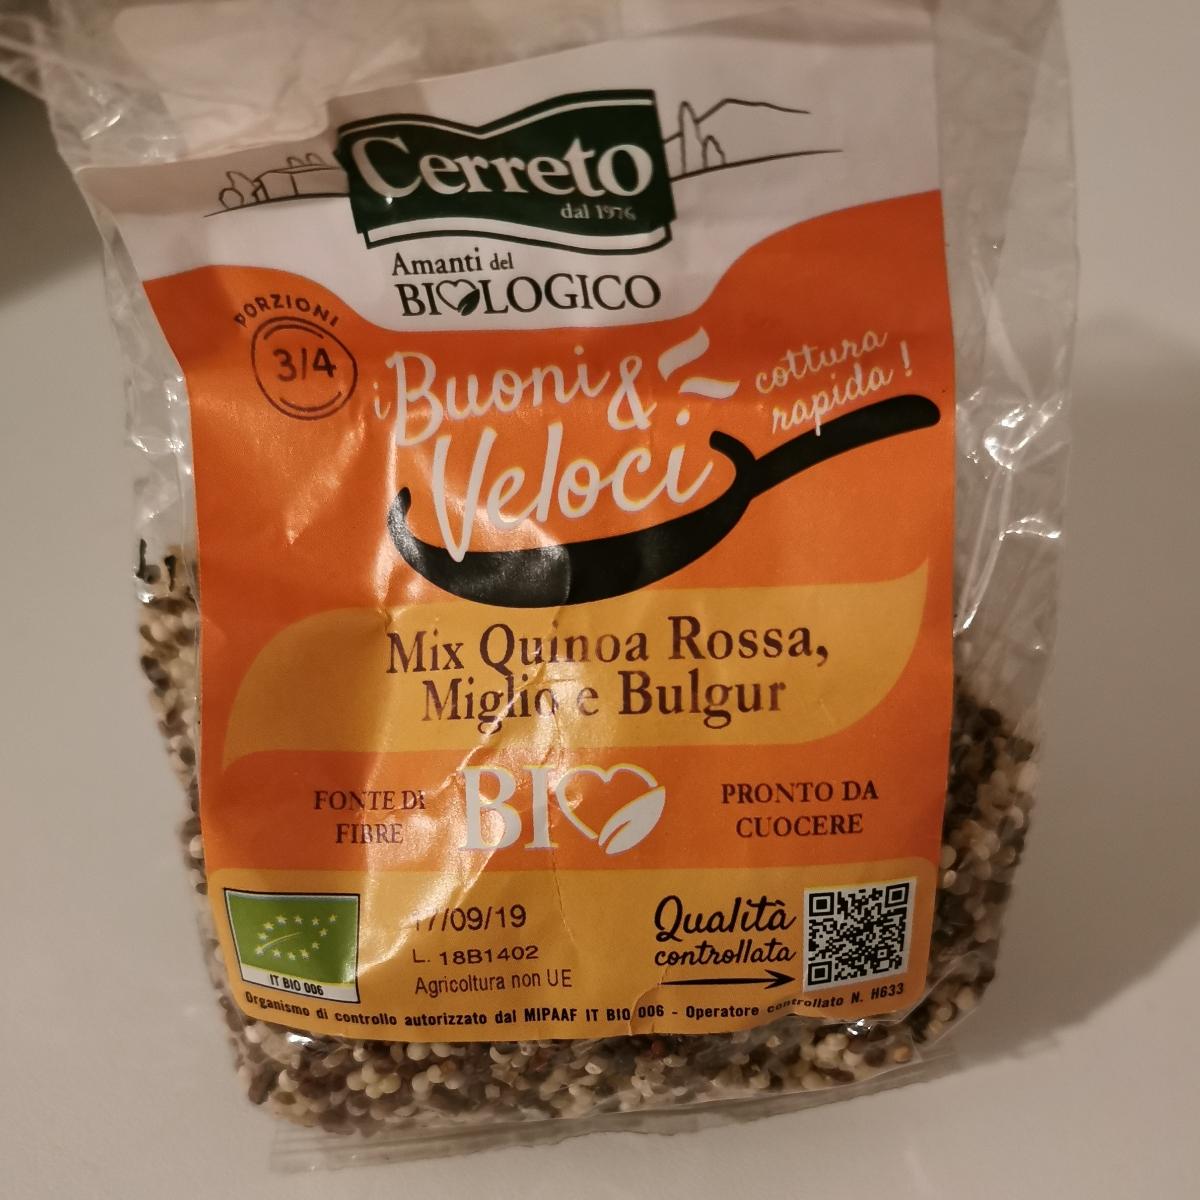 Cerreto
dal 1976
Amanti del
BIOLOGICO
PORZIONI
3/4
i Buoni &
Veloci
cottura
rapida!
Mix Quinoa Rossa,
Miglio e Bulgur
FONTE DI
FIBRE
BIO
PRONTO DA
CUOCERE
IT BIO 006
17/09/19
L. 18B1402
Agricoltura non UE
Qualità
controllata
Organismo di controllo autorizzato dal MIPAAF IT BIO 006 - Operatore controllato N. H633